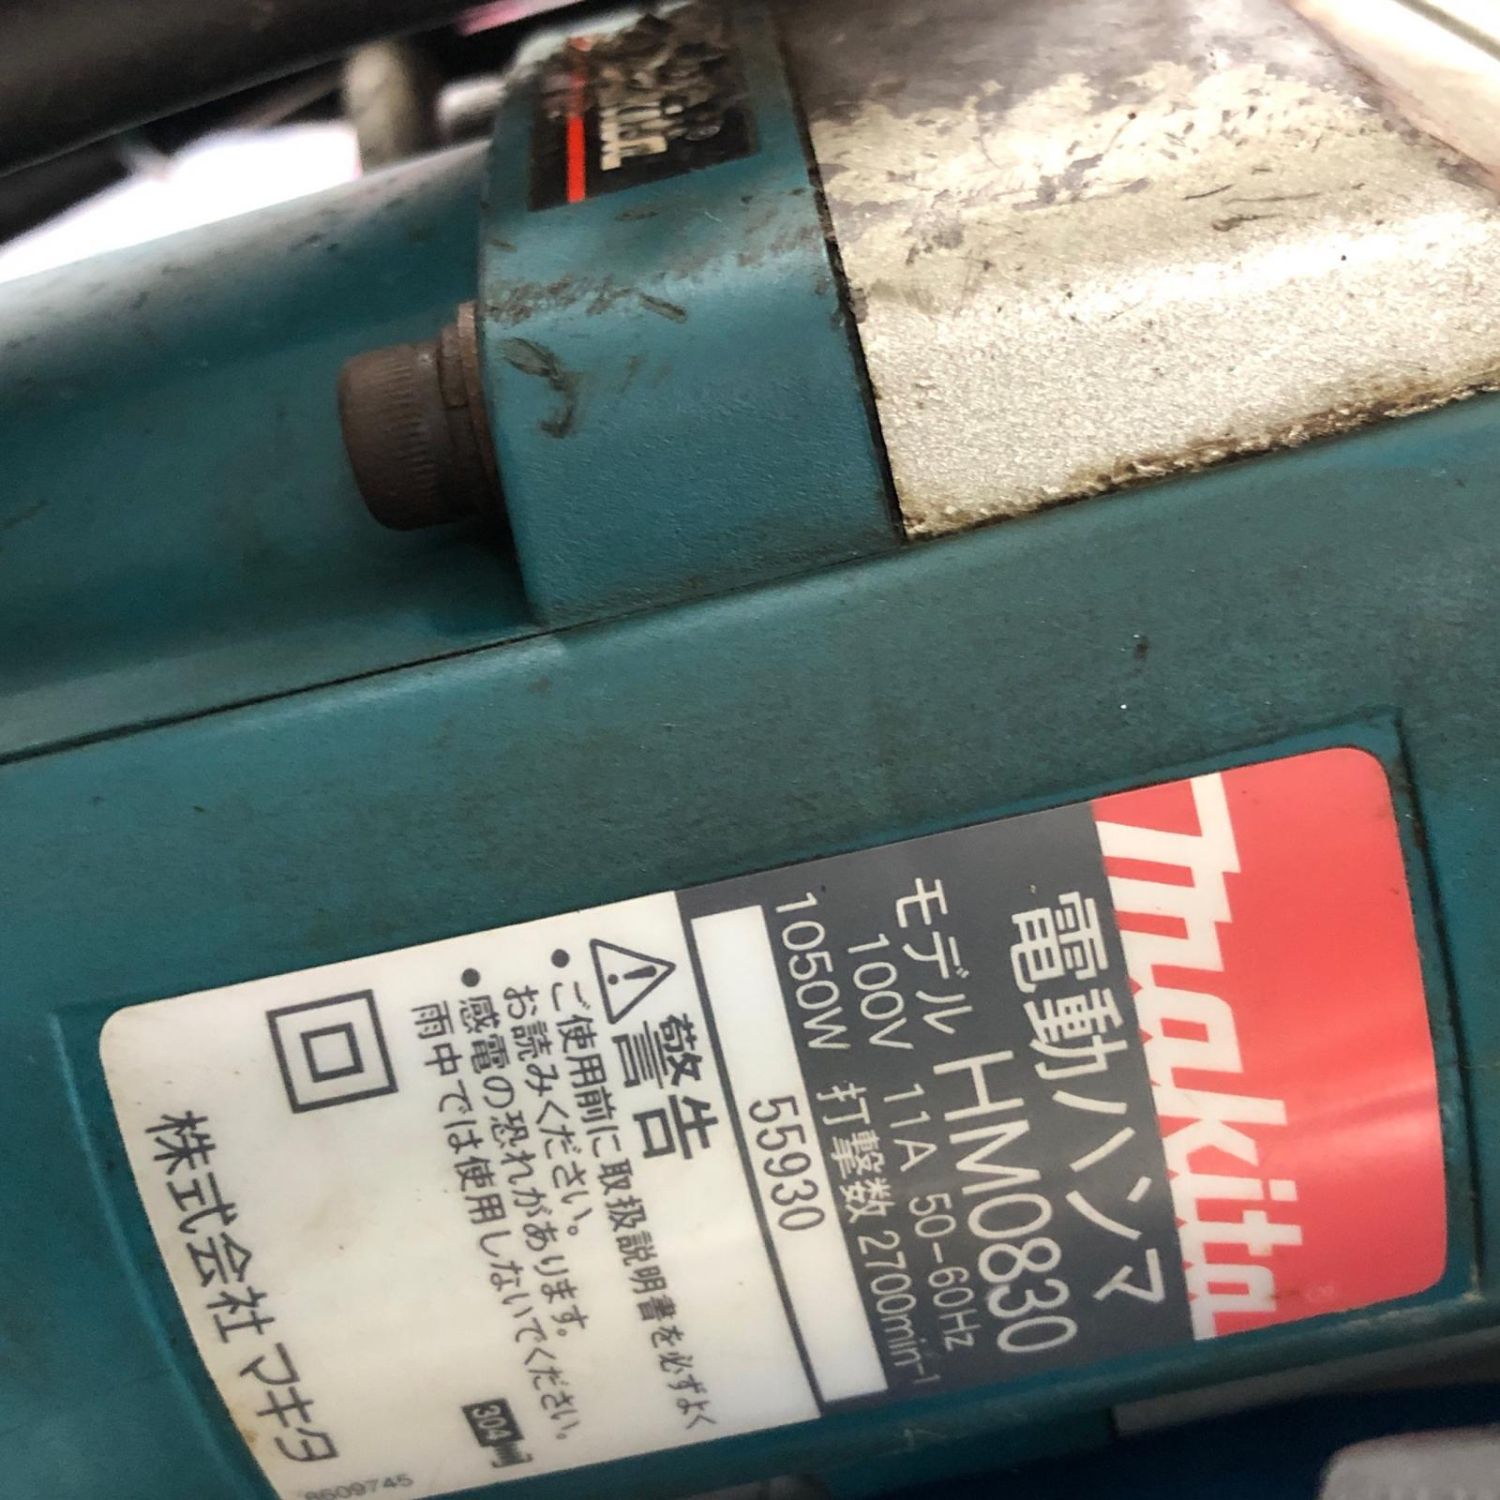 makita
電動ハンマ
モデル HM0830
100V 11A 50-60Hz
1050W 打撃数 2700min-1
55930
警告
●ご使用前に取扱説明書を必ずよく
お読みください。
●感電の恐れがあります。
雨中では使用しないでください。
株式会社 マキタ